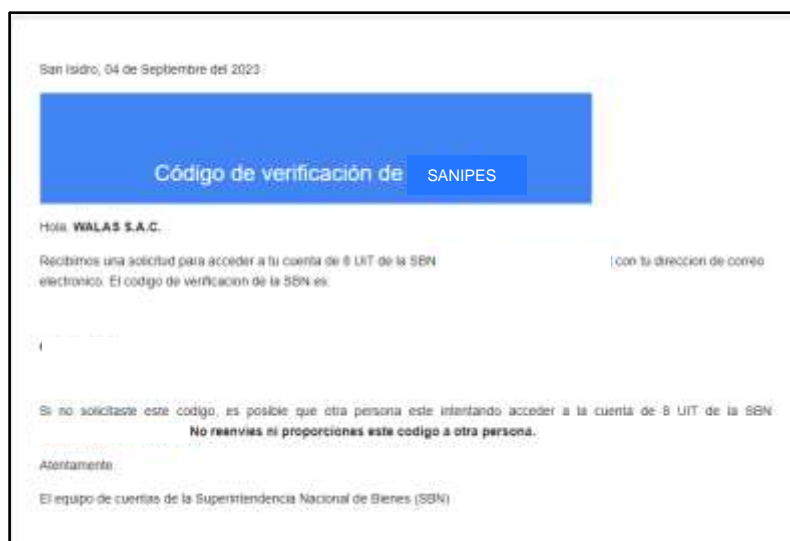 San Isidro, 04 de Septiembre del 2023
Código de verificación de SANIPES
Hola, WALAS S.A.C.
Recibimos una solicitud para acceder a tu cuenta de 8 UIT de la SBN con tu direccion de correo
electronico. El codigo de verificacion de la SBN es:
Si no solicitaste este codigo, es posible que otra persona este intentando acceder a la cuenta de 8 UIT de la SBN
No reenvies ni proporciones este codigo a otra persona.
Atentamente.
El equipo de cuentas de la Superintendencia Nacional de Bienes (SBN)